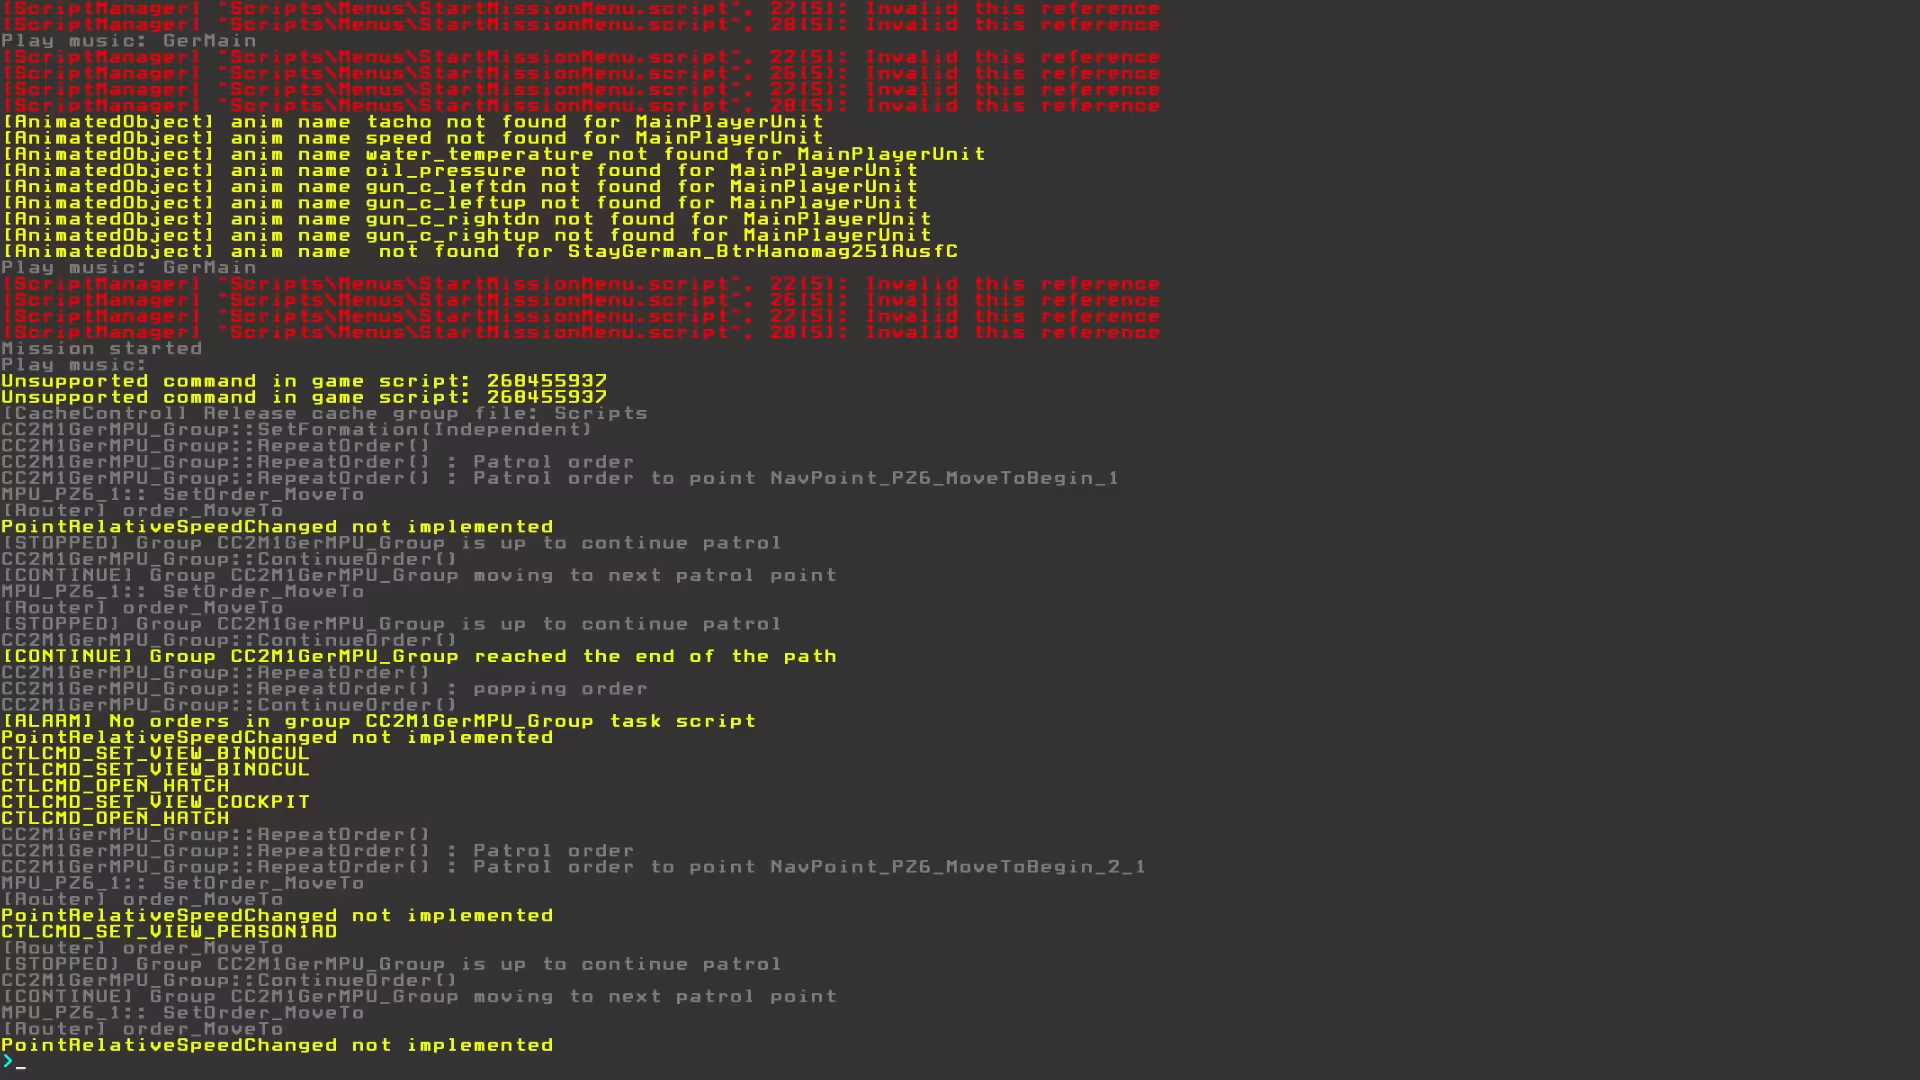 [ScriptManager] "Scripts\Menus\StartMissionMenu.script", 27(5): Invalid this reference
[ScriptManager] "Scripts\Menus\StartMissionMenu.script", 28(5): Invalid this reference
Play music: GerMain
[ScriptManager] "Scripts\Menus\StartMissionMenu.script", 22(5): Invalid this reference
[ScriptManager] "Scripts\Menus\StartMissionMenu.script", 26(5): Invalid this reference
[ScriptManager] "Scripts\Menus\StartMissionMenu.script", 27(5): Invalid this reference
[ScriptManager] "Scripts\Menus\StartMissionMenu.script", 28(5): Invalid this reference
[AnimatedObject] anim name tacho not found for MainPlayerUnit
[AnimatedObject] anim name speed not found for MainPlayerUnit
[AnimatedObject] anim name water_temperature not found for MainPlayerUnit
[AnimatedObject] anim name oil_pressure not found for MainPlayerUnit
[AnimatedObject] anim name gun_c_leftdn not found for MainPlayerUnit
[AnimatedObject] anim name gun_c_leftup not found for MainPlayerUnit
[AnimatedObject] anim name gun_c_rightdn not found for MainPlayerUnit
[AnimatedObject] anim name gun_c_rightup not found for MainPlayerUnit
[AnimatedObject] anim name  not found for StayGerman_BtrHanomag251AusfC
Play music: GerMain
[ScriptManager] "Scripts\Menus\StartMissionMenu.script", 22(5): Invalid this reference
[ScriptManager] "Scripts\Menus\StartMissionMenu.script", 26(5): Invalid this reference
[ScriptManager] "Scripts\Menus\StartMissionMenu.script", 27(5): Invalid this reference
[ScriptManager] "Scripts\Menus\StartMissionMenu.script", 28(5): Invalid this reference
Mission started
Play music:
Unsupported command in game script: 268455937
Unsupported command in game script: 268455937
[CacheControl] Release cache group file: Scripts
CC2M1GerMPU_Group::SetFormation(Independent)
CC2M1GerMPU_Group::RepeatOrder()
CC2M1GerMPU_Group::RepeatOrder() : Patrol order
CC2M1GerMPU_Group::RepeatOrder() : Patrol order to point NavPoint_PZ6_MoveToBegin_1
MPU_PZ6_1:: SetOrder_MoveTo
[Router] order_MoveTo
PointRelativeSpeedChanged not implemented
[STOPPED] Group CC2M1GerMPU_Group is up to continue patrol
CC2M1GerMPU_Group::ContinueOrder()
[CONTINUE] Group CC2M1GerMPU_Group moving to next patrol point
MPU_PZ6_1:: SetOrder_MoveTo
[Router] order_MoveTo
[STOPPED] Group CC2M1GerMPU_Group is up to continue patrol
CC2M1GerMPU_Group::ContinueOrder()
[CONTINUE] Group CC2M1GerMPU_Group reached the end of the path
CC2M1GerMPU_Group::RepeatOrder()
CC2M1GerMPU_Group::RepeatOrder() : popping order
CC2M1GerMPU_Group::ContinueOrder()
[ALARM] No orders in group CC2M1GerMPU_Group task script
PointRelativeSpeedChanged not implemented
CTLCMD_SET_VIEW_BINOCUL
CTLCMD_SET_VIEW_BINOCUL
CTLCMD_OPEN_HATCH
CTLCMD_SET_VIEW_COCKPIT
CTLCMD_OPEN_HATCH
CC2M1GerMPU_Group::RepeatOrder()
CC2M1GerMPU_Group::RepeatOrder() : Patrol order
CC2M1GerMPU_Group::RepeatOrder() : Patrol order to point NavPoint_PZ6_MoveToBegin_2_1
MPU_PZ6_1:: SetOrder_MoveTo
[Router] order_MoveTo
PointRelativeSpeedChanged not implemented
CTLCMD_SET_VIEW_PERSON1RD
[Router] order_MoveTo
[STOPPED] Group CC2M1GerMPU_Group is up to continue patrol
CC2M1GerMPU_Group::ContinueOrder()
[CONTINUE] Group CC2M1GerMPU_Group moving to next patrol point
MPU_PZ6_1:: SetOrder_MoveTo
[Router] order_MoveTo
PointRelativeSpeedChanged not implemented
>_